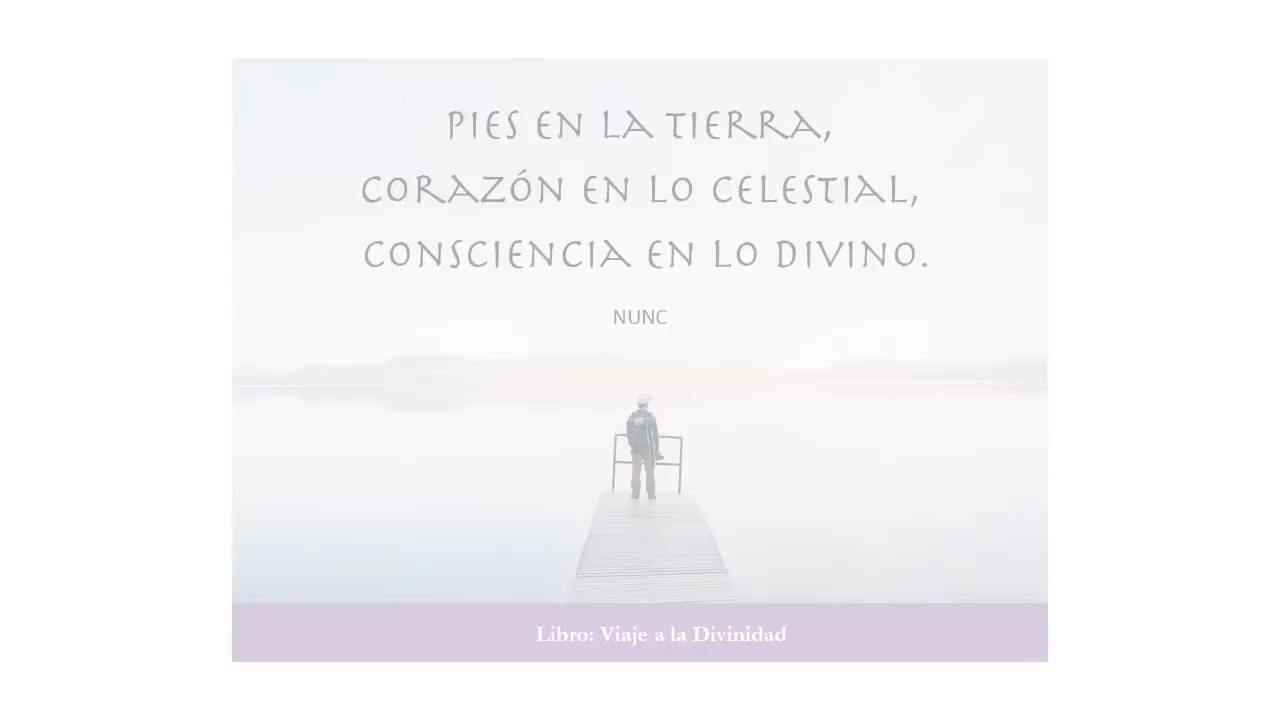 PIES EN LA TIERRA,
CORAZÓN EN LO CELESTIAL,
CONSCIENCIA EN LO DIVINO.
NUNC
Libro: Viaje a la Divinidad